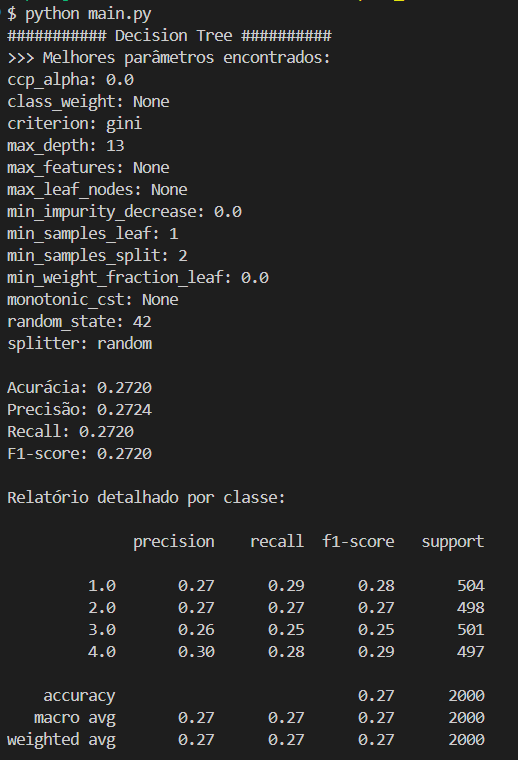 $ python main.py
########### Decision Tree ##########
>>> Melhores parâmetros encontrados:
ccp_alpha: 0.0
class_weight: None
criterion: gini
max_depth: 13
max_features: None
max_leaf_nodes: None
min_impurity_decrease: 0.0
min_samples_leaf: 1
min_samples_split: 2
min_weight_fraction_leaf: 0.0
monotonic_cst: None
random_state: 42
splitter: random
Acurácia: 0.2720
Precisão: 0.2724
Recall: 0.2720
F1-score: 0.2720
Relatório detalhado por classe:
precision recall f1-score support
1.0 0.27 0.29 0.28 504
2.0 0.27 0.27 0.27 498
3.0 0.26 0.25 0.25 501
4.0 0.30 0.28 0.29 497
accuracy 0.27 2000
macro avg 0.27 0.27 0.27 2000
weighted avg 0.27 0.27 0.27 2000